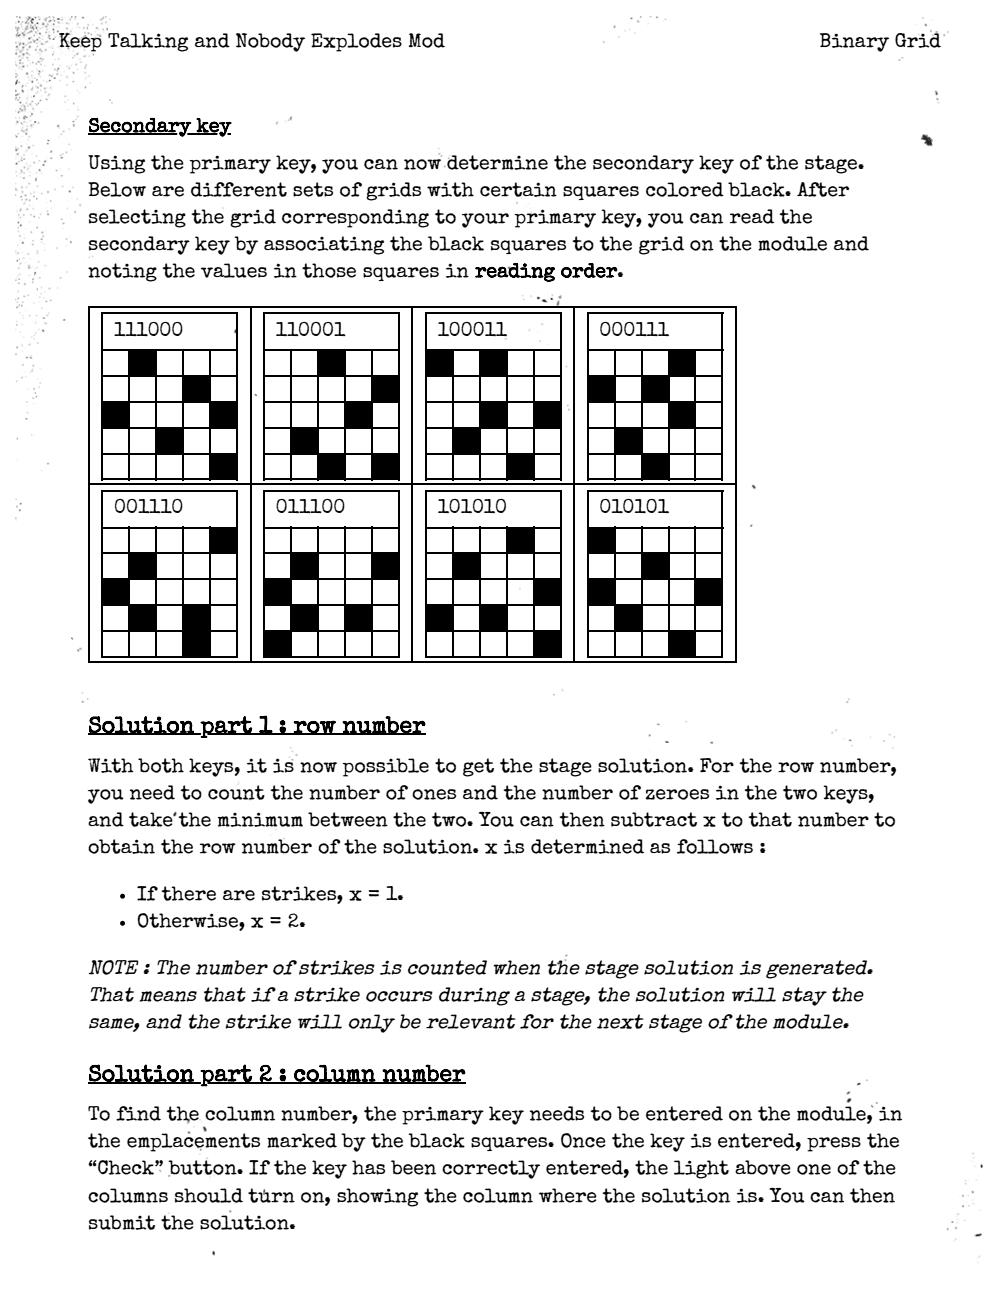 Keep Talking and Nobody Explodes Mod Binary Grid
Secondary key
Using the primary key, you can now determine the secondary key of the stage.
Below are different sets of grids with certain squares colored black. After
selecting the grid corresponding to your primary key, you can read the
secondary key by associating the black squares to the grid on the module and
noting the values in those squares in reading order.
111000 110001 100011 000111
001110 011100 101010 010101
Solution part 1 : row number
With both keys, it is now possible to get the stage solution. For the row number,
you need to count the number of ones and the number of zeroes in the two keys,
and take the minimum between the two. You can then subtract x to that number to
obtain the row number of the solution. x is determined as follows :
• If there are strikes, x = 1.
• Otherwise, x = 2.
NOTE : The number of strikes is counted when the stage solution is generated.
That means that if a strike occurs during a stage, the solution will stay the
same, and the strike will only be relevant for the next stage of the module.
Solution part 2 : column number
To find the column number, the primary key needs to be entered on the module, in
the emplacements marked by the black squares. Once the key is entered, press the
“Check” button. If the key has been correctly entered, the light above one of the
columns should turn on, showing the column where the solution is. You can then
submit the solution.